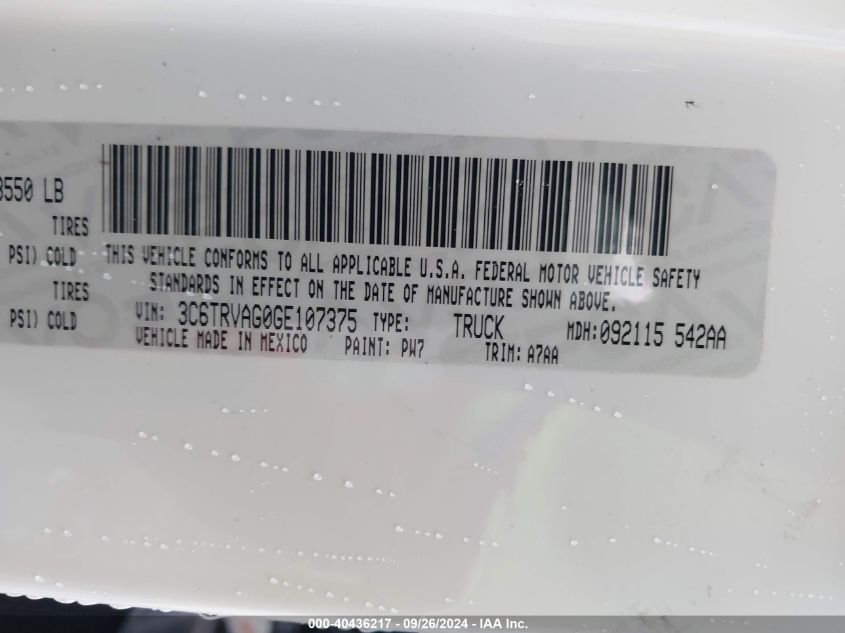 8550 LB
TIRES
PSI) COLD
TIRES
PSI) COLD
THIS VEHICLE CONFORMS TO ALL APPLICABLE U.S.A. FEDERAL MOTOR VEHICLE SAFETY
STANDARDS IN EFFECT ON THE DATE OF MANUFACTURE SHOWN ABOVE.
VIN: 3C6TRVAG0GE107375 TYPE: TRUCK MDH:092115 542AA
VEHICLE MADE IN MEXICO PAINT: PW7 TRIM: A7AA
000-40436217 - 09/26/2024 - IAA Inc.